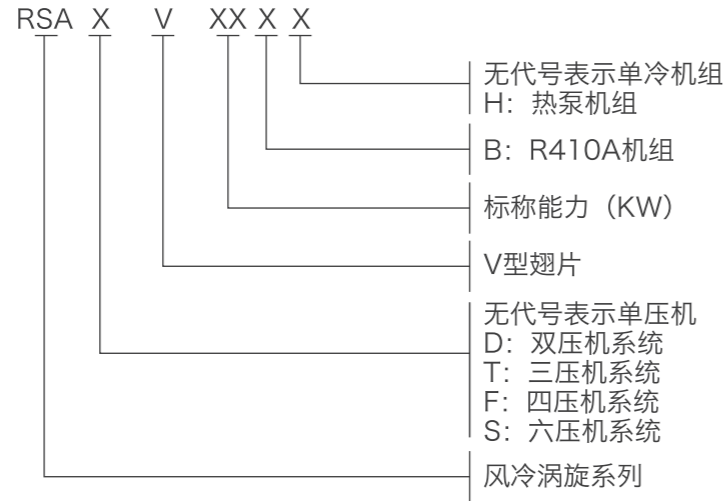 RSA X V XX X X
无代号表示单冷机组
H：热泵机组
B：R410A机组
标称能力（KW）
V型翅片
无代号表示单压机
D：双压机系统
T：三压机系统
F：四压机系统
S：六压机系统
风冷涡旋系列